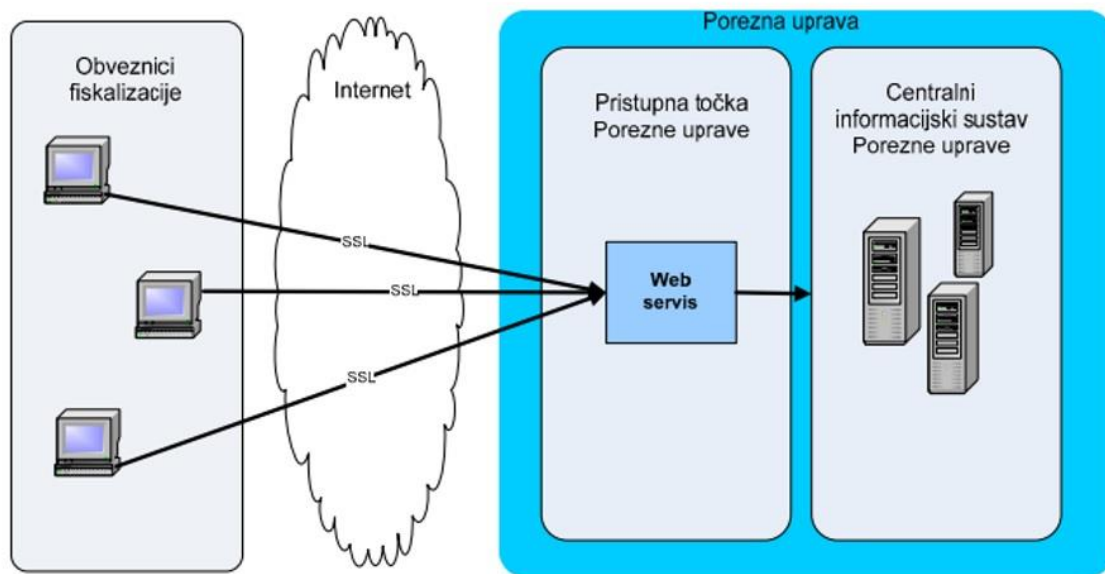 Obveznici
fiskalizacije
Internet
Porezna uprava
Pristupna točka
Porezne uprave
Centralni
informacijski sustav
Porezne uprave
SSL
SSL
SSL
Web
servis